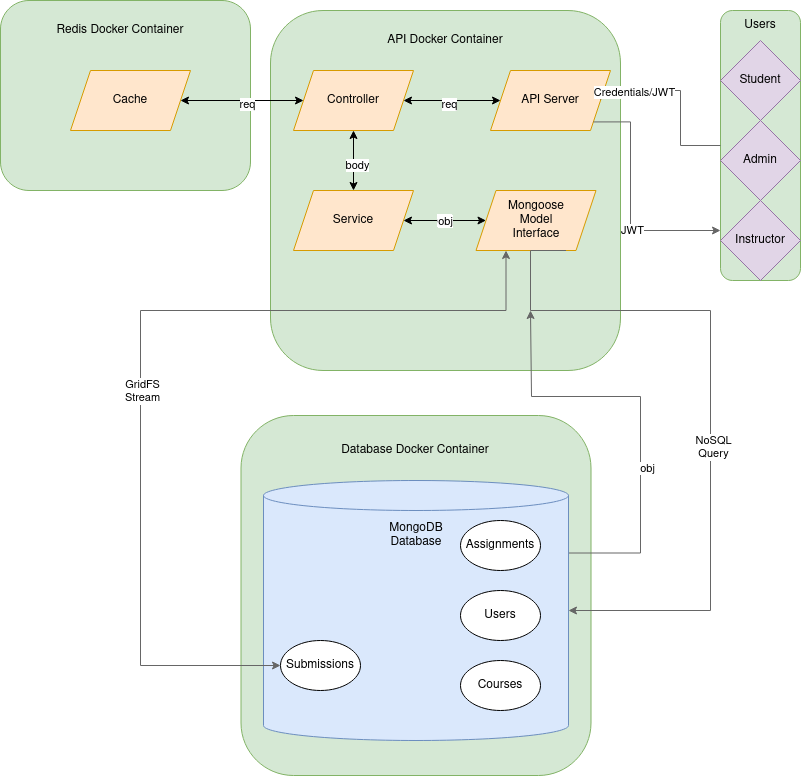 Redis Docker Container
API Docker Container
Users
Cache
req
Controller
req
API Server
Credentials/JWT
Student
Admin
Instructor
body
Service
obj
Mongoose
Model
Interface
JWT
GridFS
Stream
NoSQL
Query
obj
Database Docker Container
MongoDB
Database
Assignments
Users
Submissions
Courses